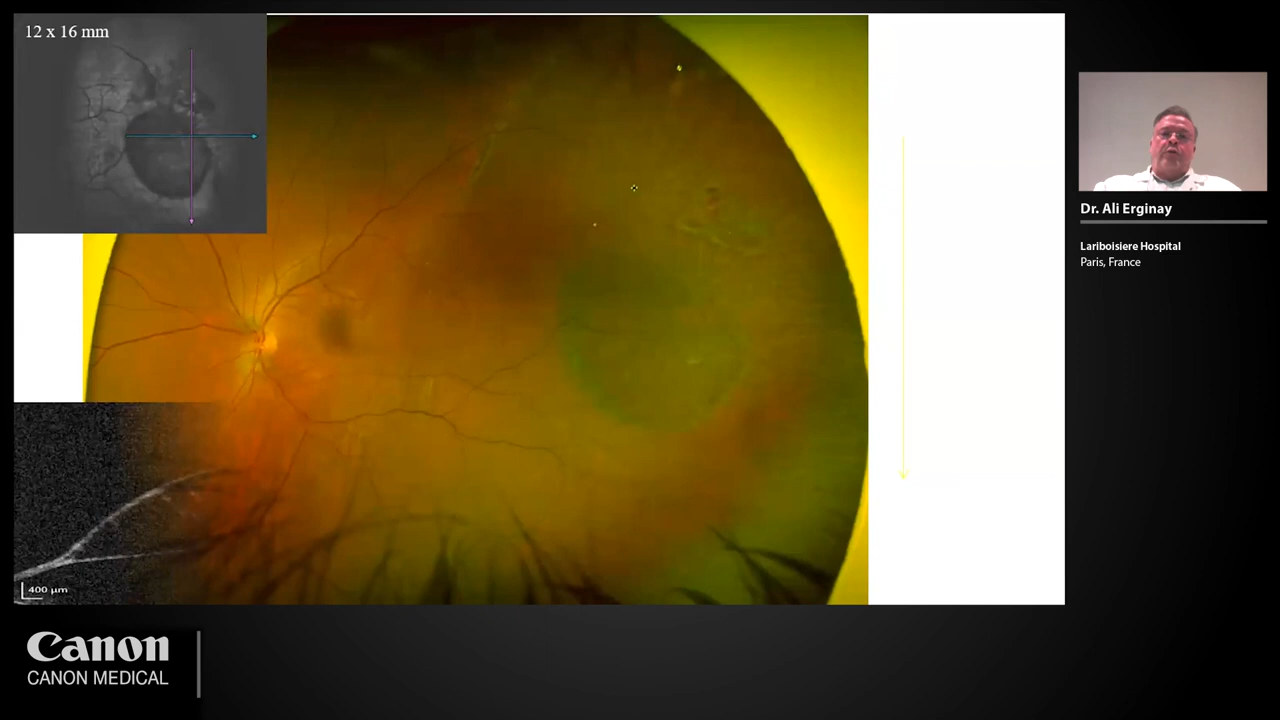 12 x 16 mm
Dr. Ali Erginay
Lariboisiere Hospital
Paris, France
400 µm
Canon
CANON MEDICAL